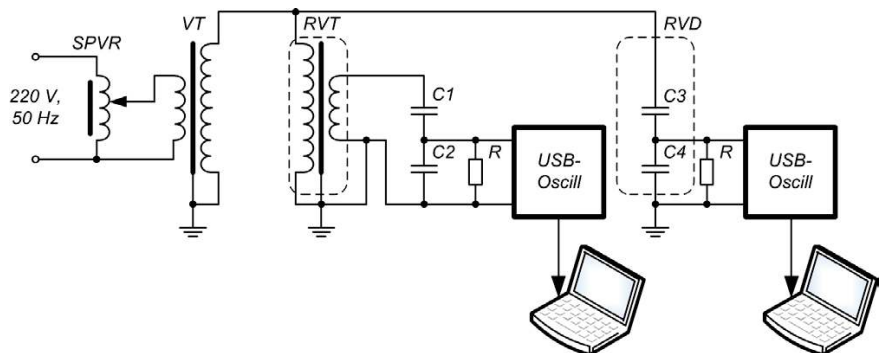 SPVR
VT
RVT
RVD
220 V,
50 Hz
C1
C2
R
USB-
Oscill
C3
C4
R
USB-
Oscill